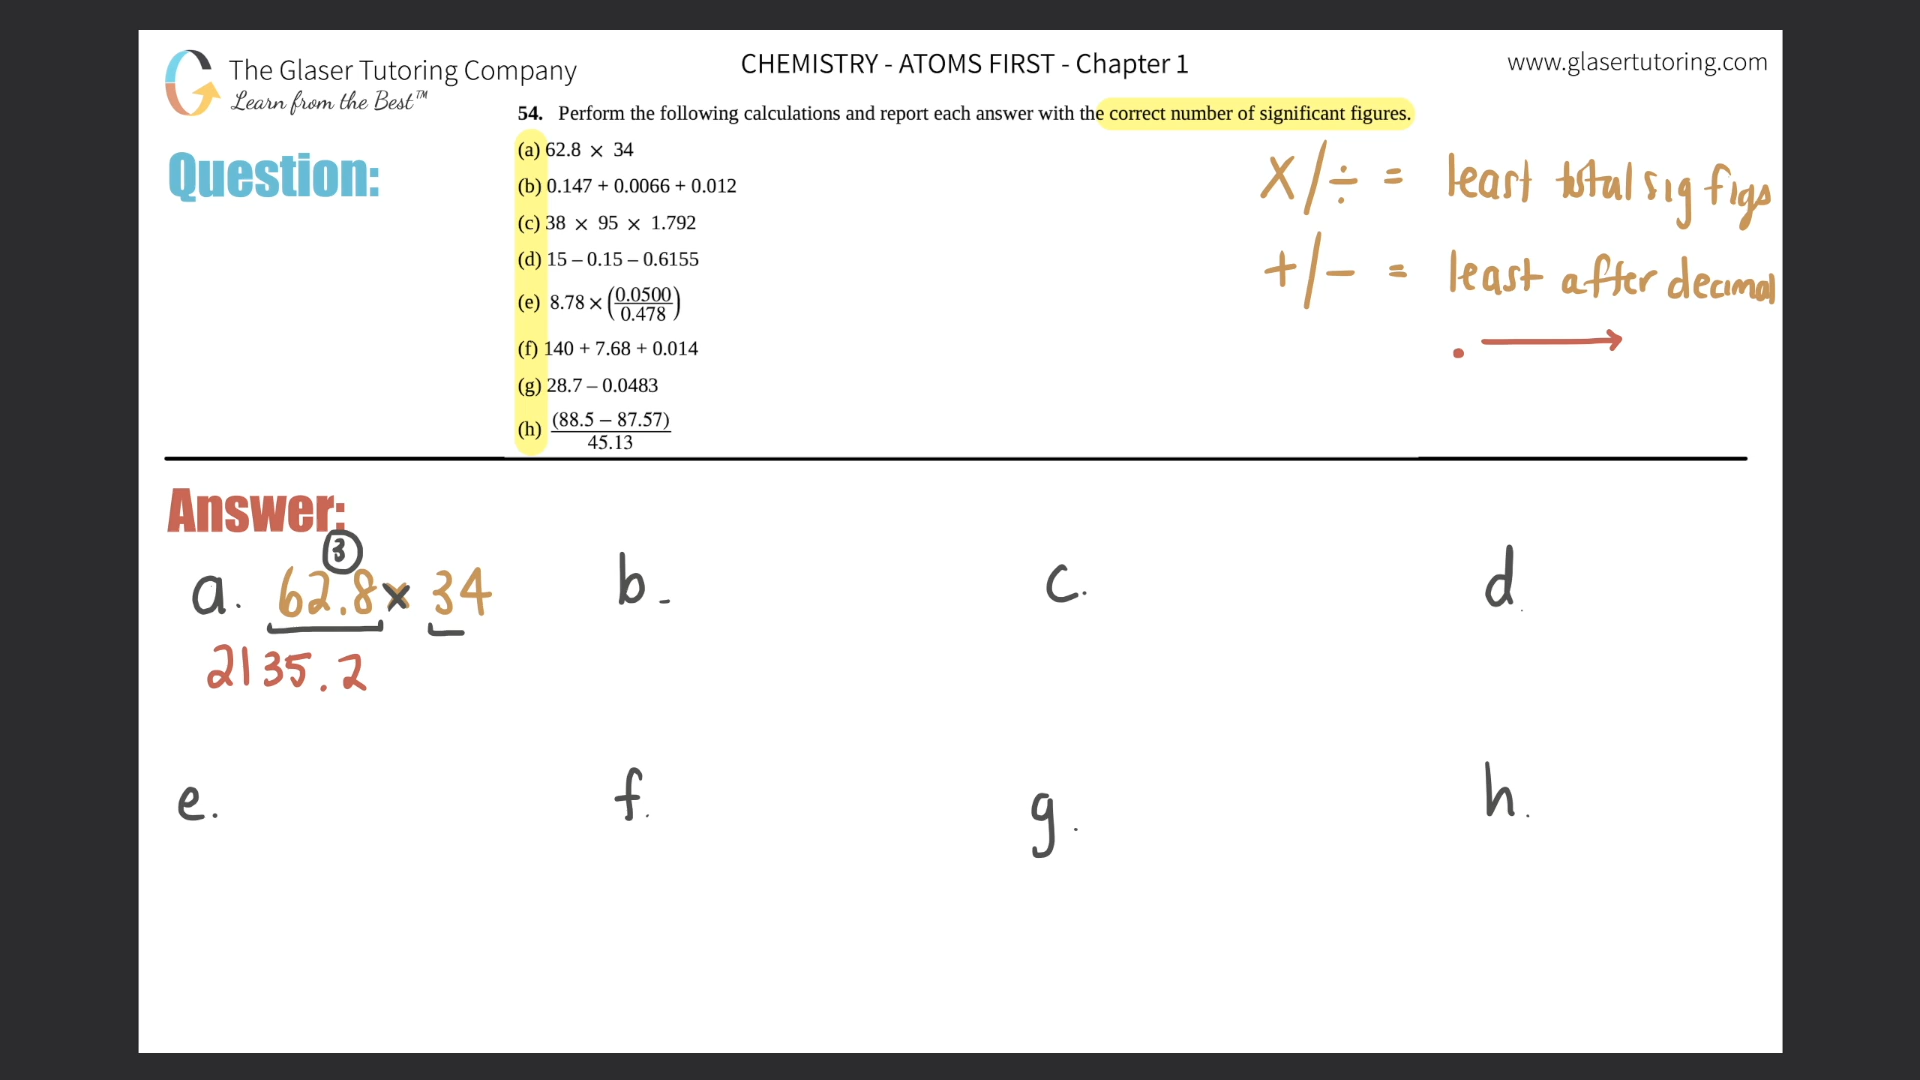 The Glaser Tutoring Company
Learn from the Best™
CHEMISTRY - ATOMS FIRST - Chapter 1
www.glasertutoring.com
Question:
54. Perform the following calculations and report each answer with the correct number of significant figures.
(a) 62.8 × 34
(b) 0.147 + 0.0066 + 0.012
(c) 38 × 95 × 1.792
(d) 15 – 0.15 – 0.6155
(e) 8.78 × (0.0500/0.478)
(f) 140 + 7.68 + 0.014
(g) 28.7 – 0.0483
(h) (88.5 – 87.57)/45.13
X/÷ = least total sig figs
+/− = least after decimal
. →
Answer:
3
a. 62.8 x 34
2135.2
b.
c.
d.
e.
f.
g.
h.